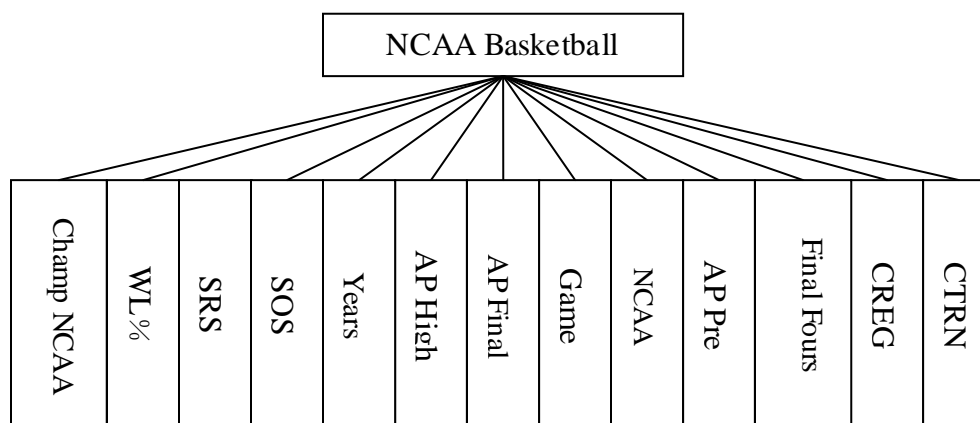 NCAA Basketball
Champ NCAA
WL%
SRS
SOS
Years
AP High
AP Final
Game
NCAA
AP Pre
Final Fours
CREG
CTRN